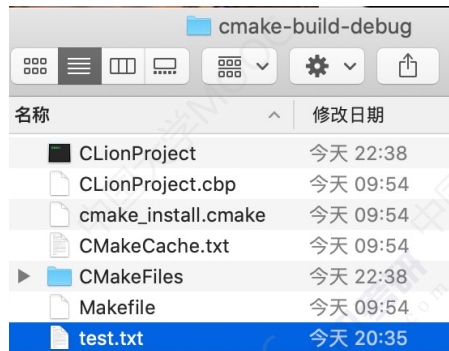 cmake-build-debug
名称 修改日期
CLionProject 今天 22:38
CLionProject.cbp 今天 09:54
cmake_install.cmake 今天 09:54
CMakeCache.txt 今天 09:54
CMakeFiles 今天 22:38
Makefile 今天 09:54
test.txt 今天 20:35